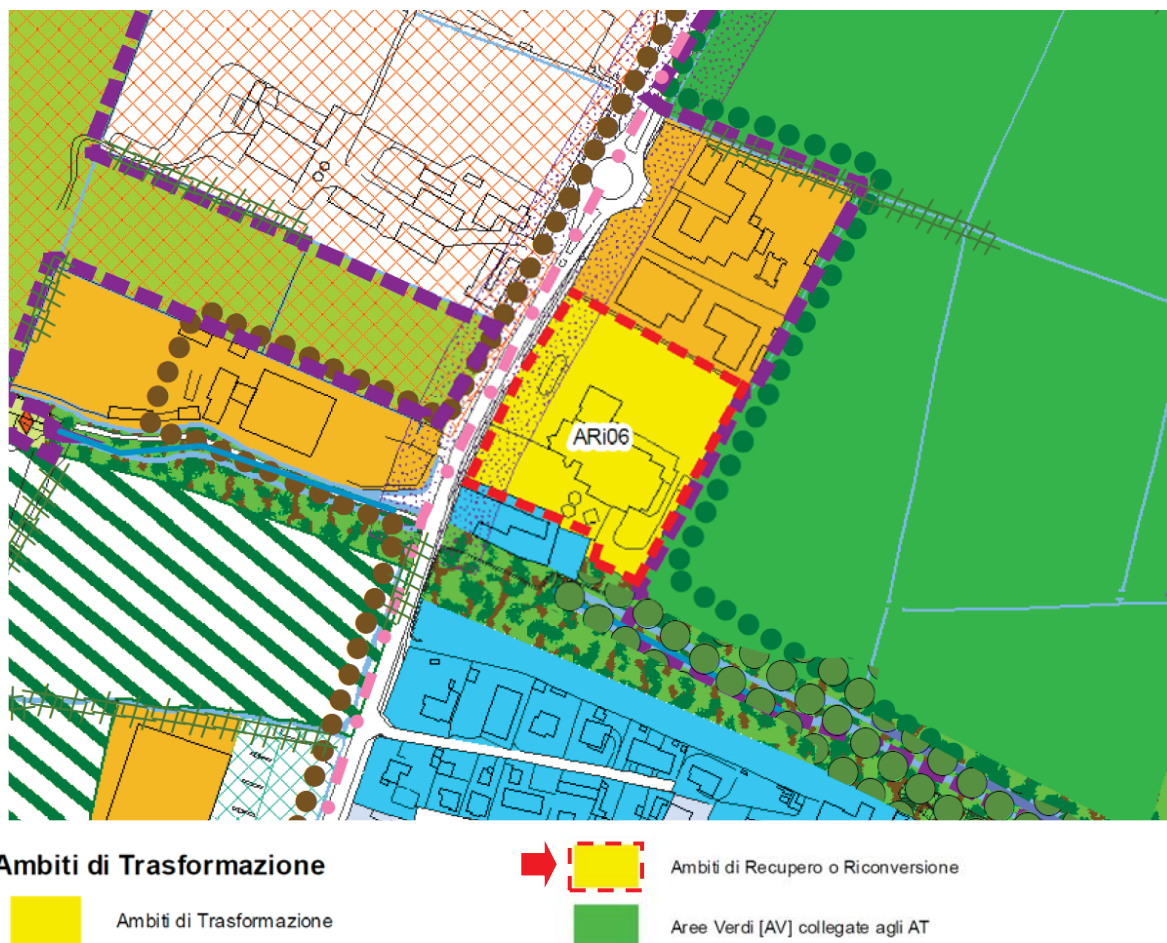 ARi06
Ambiti di Trasformazione
Ambiti di Trasformazione
Ambiti di Recupero o Riconversione
Aree Verdi [AV] collegate agli AT